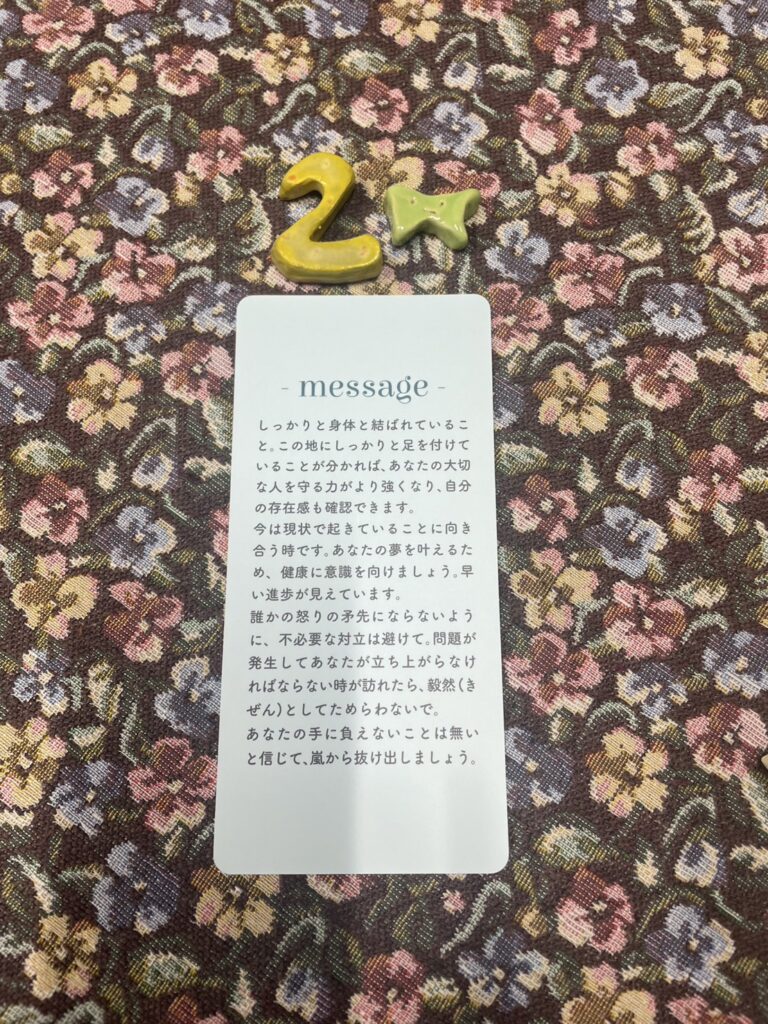 2
- message -
しっかりと身体と結ばれているこ
と。この地にしっかりと足を付けて
いることが分かれば、あなたの大切
な人を守る力がより強くなり、自分
の存在感も確認できます。
今は現状で起きていることに向き
合う時です。あなたの夢を叶えるた
め、健康に意識を向けましょう。早
い進歩が見えています。
誰かの怒りの矛先にならないよう
に、不必要な対立は避けて。問題が
発生してあなたが立ち上がらなけ
ればならない時が訪れたら、毅然(き
ぜん)としてためらわないで。
あなたの手に負えないことは無い
と信じて、嵐から抜け出しましょう。